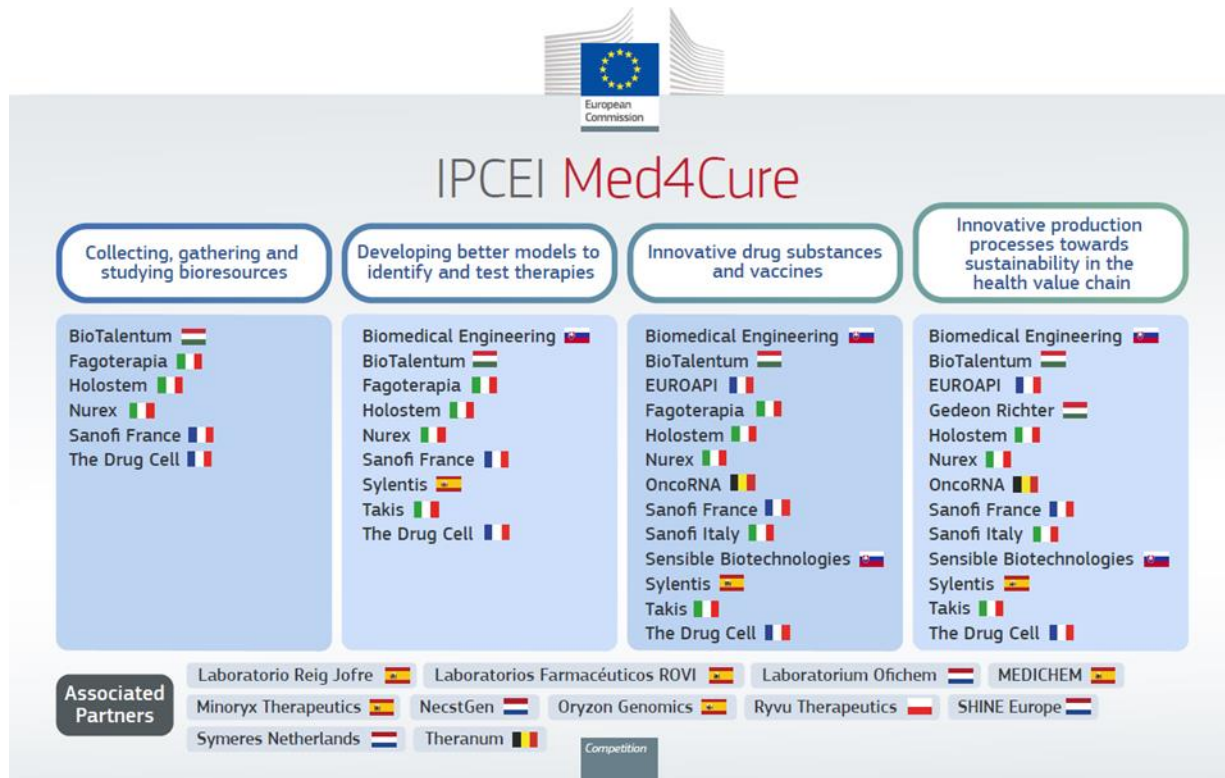 European
Commission
IPCEI Med4Cure
Collecting, gathering and
studying bioresources
BioTalentum
Fagoterapia
Holostem
Nurex
Sanofi France
The Drug Cell
Developing better models to
identify and test therapies
Biomedical Engineering
BioTalentum
Fagoterapia
Holostem
Nurex
Sanofi France
Sylentis
Takis
The Drug Cell
Innovative drug substances
and vaccines
Biomedical Engineering
BioTalentum
EUROAPI
Fagoterapia
Holostem
Nurex
OncoRNA
Sanofi France
Sanofi Italy
Sensible Biotechnologies
Sylentis
Takis
The Drug Cell
Innovative production
processes towards
sustainability in the
health value chain
Biomedical Engineering
BioTalentum
EUROAPI
Gedeon Richter
Holostem
Nurex
OncoRNA
Sanofi France
Sanofi Italy
Sensible Biotechnologies
Sylentis
Takis
The Drug Cell
Associated
Partners
Laboratorio Reig Jofre
Laboratorios Farmacéuticos ROVI
Laboratorium Ofichem
MEDICHEM
Minoryx Therapeutics
NecstGen
Oryzon Genomics
Ryvu Therapeutics
SHINE Europe
Symeres Netherlands
Theranum
Competition